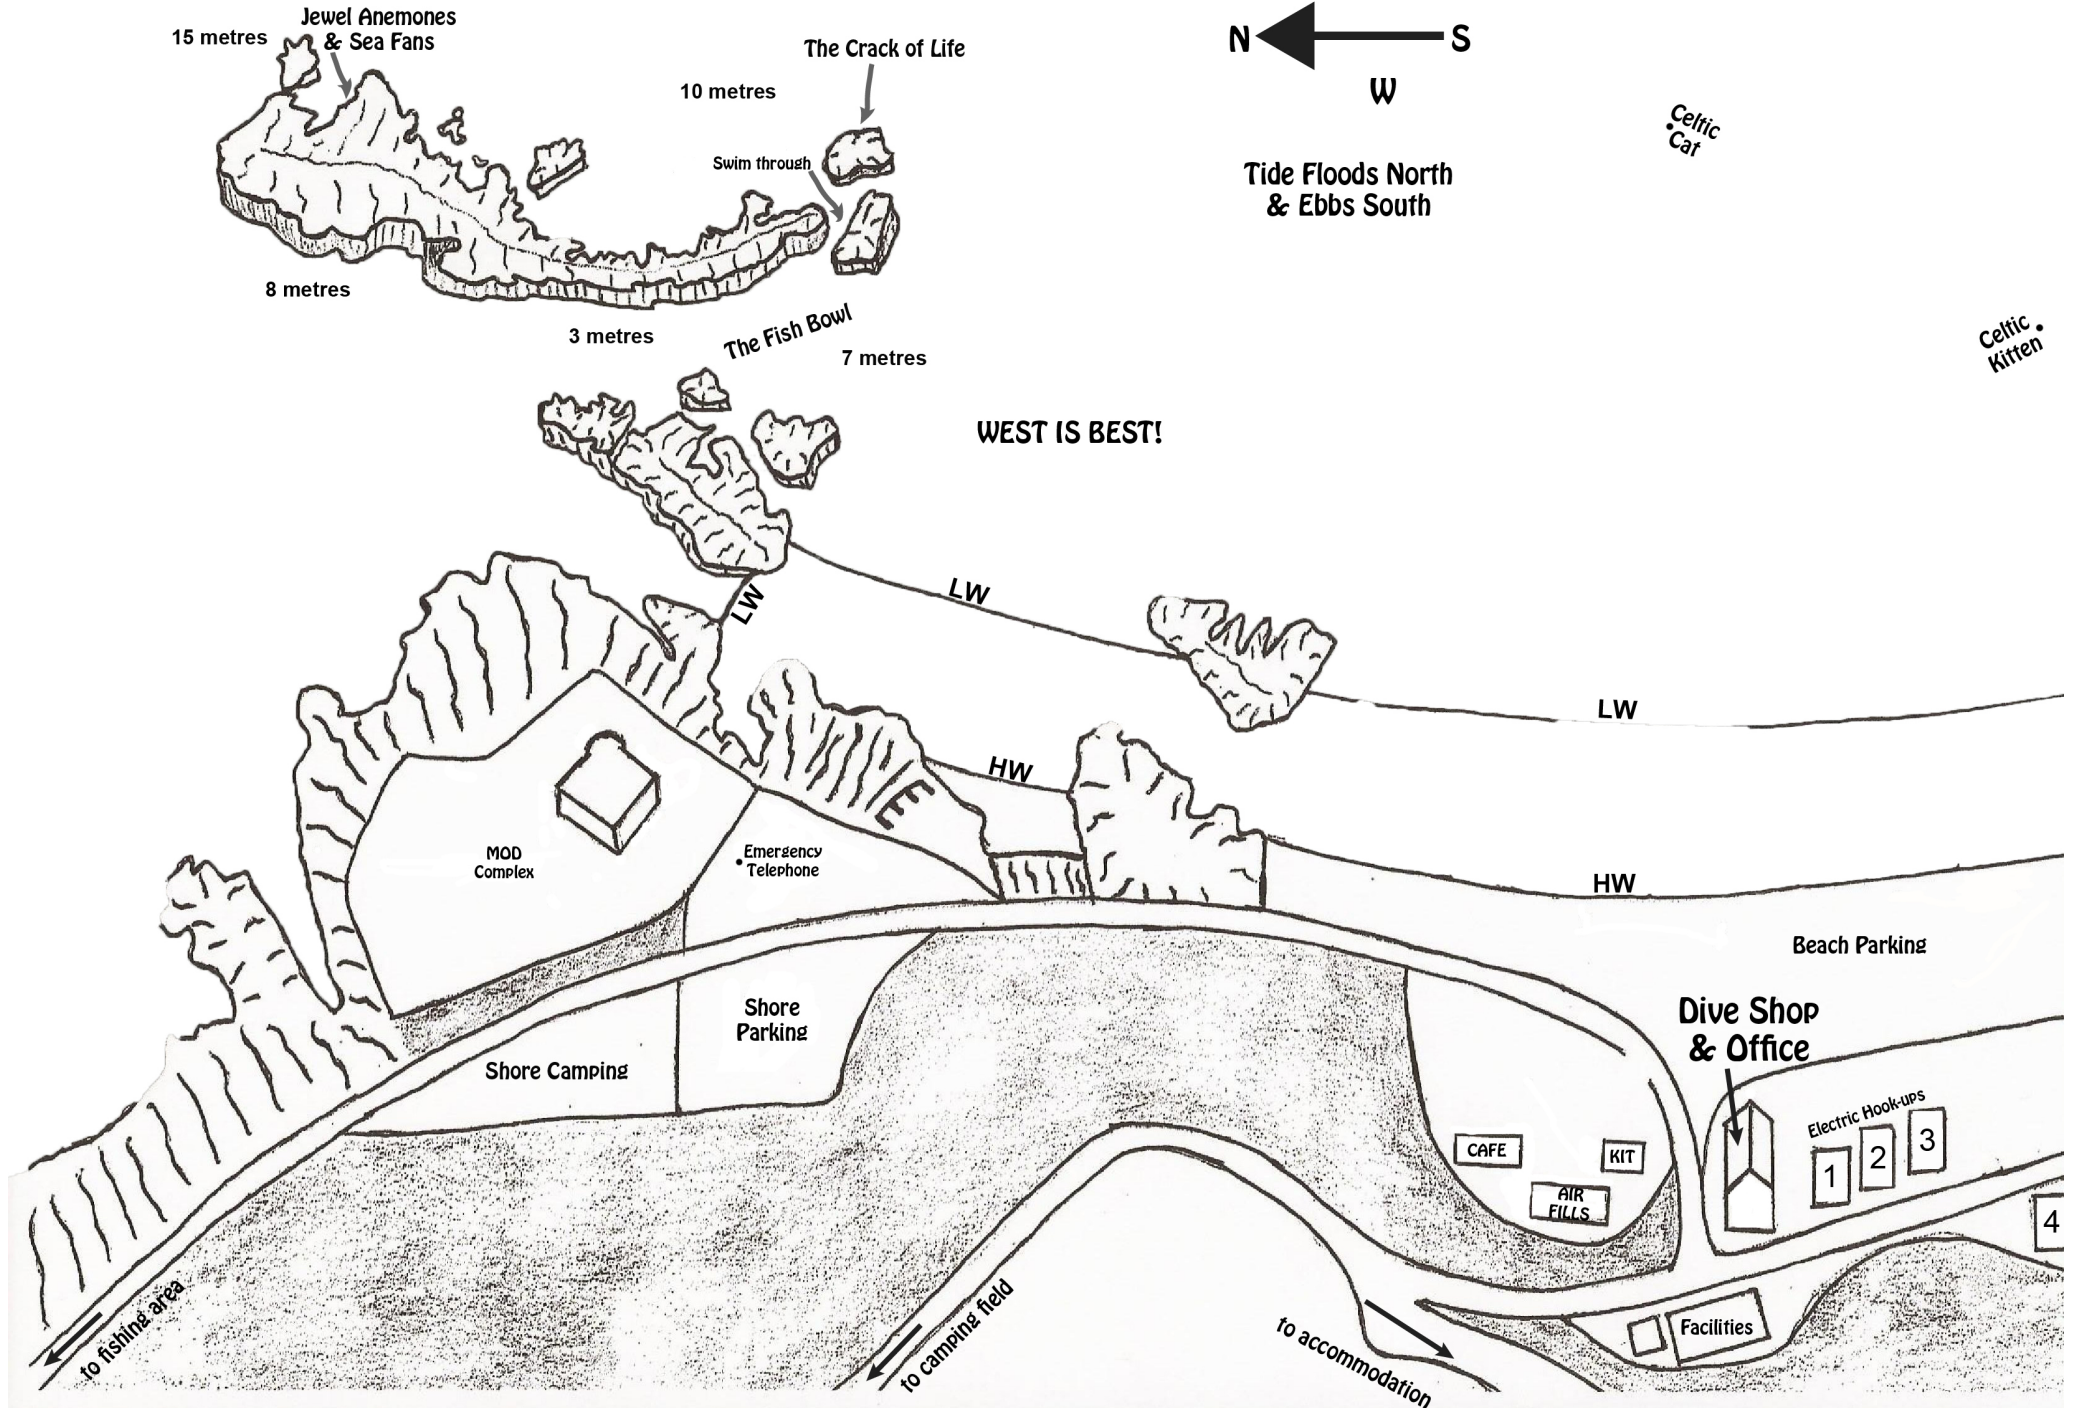 Jewel Anemones
& Sea Fans
15 metres
The Crack of Life
10 metres
Swim through
N
S
W
Tide Floods North
& Ebbs South
Celtic
Cat
8 metres
3 metres
The Fish Bowl
7 metres
Celtic
Kitten
WEST IS BEST!
LW
LW
LW
HW
HW
MOD
Complex
Emergency
Telephone
Beach Parking
Shore
Parking
Shore Camping
Dive Shop
& Office
Electric Hook-ups
1
2
3
4
CAFE
KIT
AIR
FILLS
Facilities
to fishing area
to camping field
to accommodation